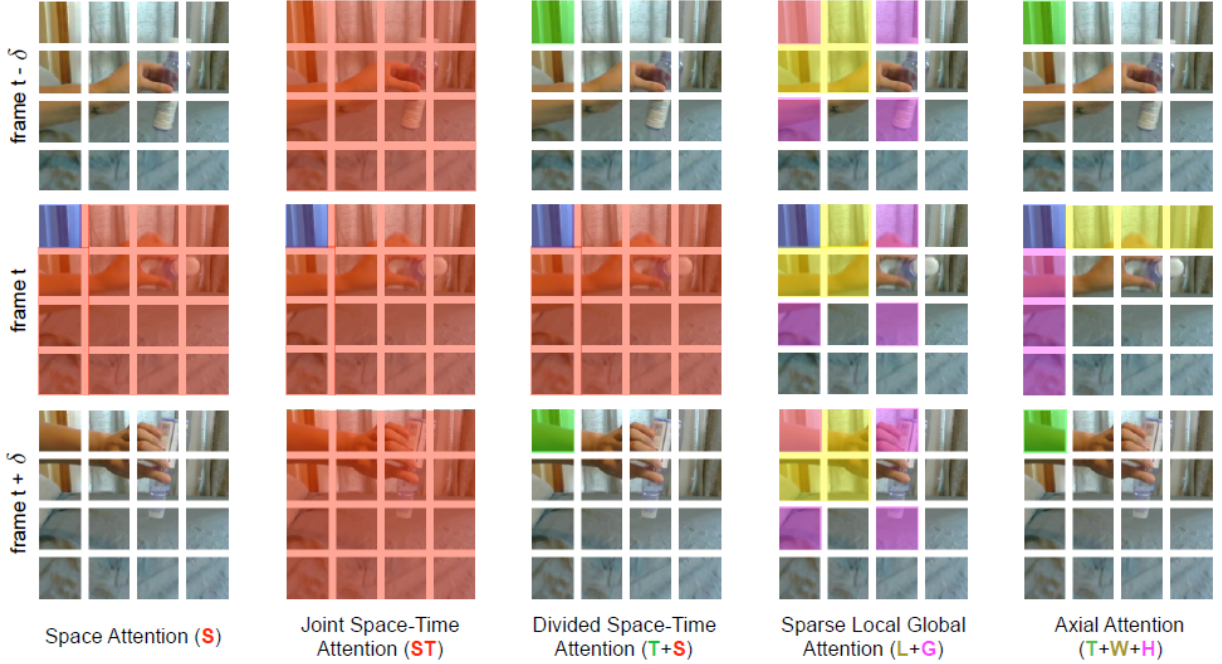 frame t - δ
frame t
frame t + δ
Space Attention (S)
Joint Space-Time
Attention (ST)
Divided Space-Time
Attention (T+S)
Sparse Local Global
Attention (L+G)
Axial Attention
(T+W+H)